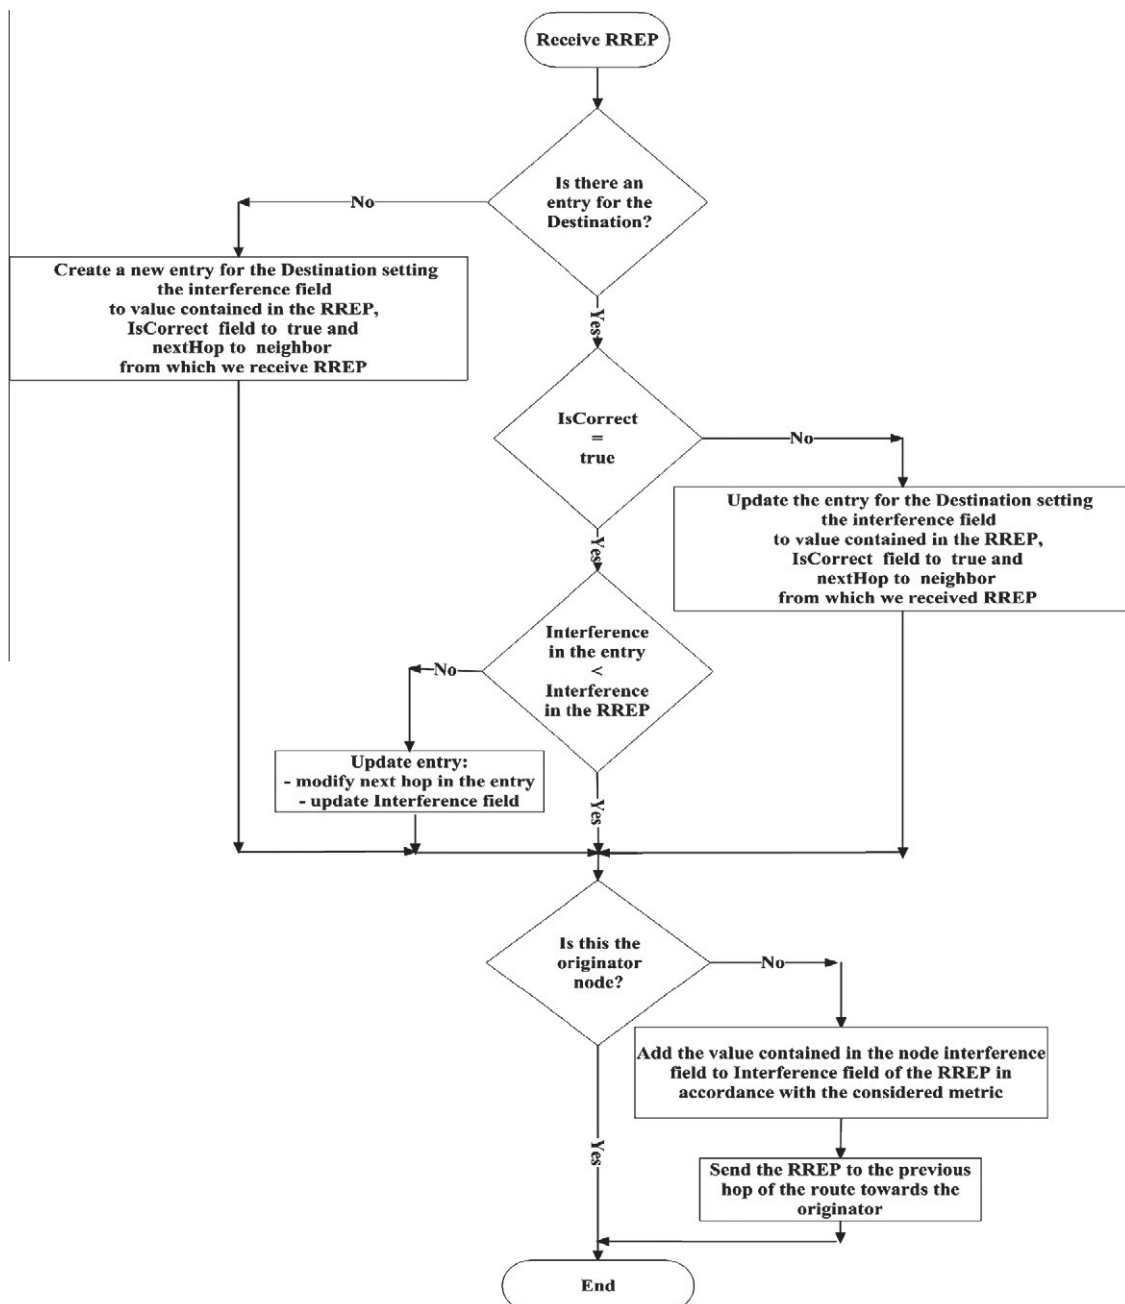 Receive RREP
Is there an
entry for the
Destination?
No
Create a new entry for the Destination setting
the interference field
to value contained in the RREP,
IsCorrect field to true and
nextHop to neighbor
from which we receive RREP
Yes
IsCorrect
=
true
No
Update the entry for the Destination setting
the interference field
to value contained in the RREP,
IsCorrect field to true and
nextHop to neighbor
from which we received RREP
Yes
Interference
in the entry
<
Interference
in the RREP
No
Update entry:
- modify next hop in the entry
- update Interference field
Yes
Is this the
originator
node?
No
Add the value contained in the node interference
field to Interference field of the RREP in
accordance with the considered metric
Yes
Send the RREP to the previous
hop of the route towards the
originator
End